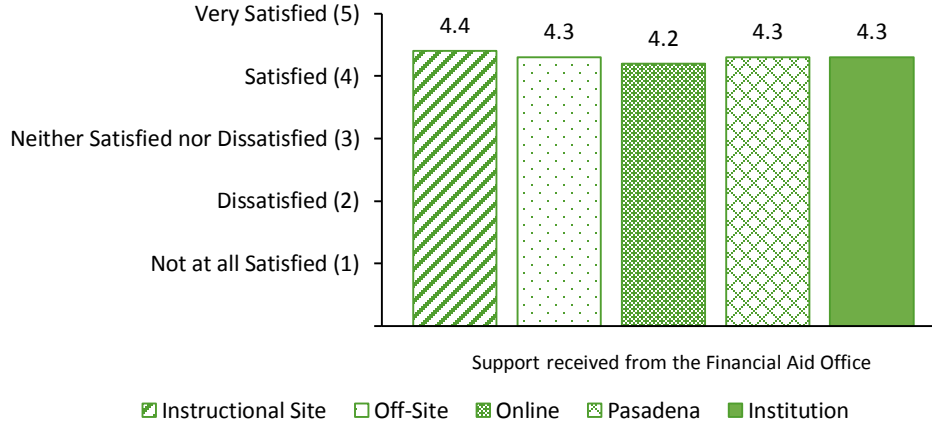 Very Satisfied (5)
Satisfied (4)
Neither Satisfied nor Dissatisfied (3)
Dissatisfied (2)
Not at all Satisfied (1)
4.4
4.3
4.2
4.3
4.3
Support received from the Financial Aid Office
Instructional Site
Off-Site
Online
Pasadena
Institution